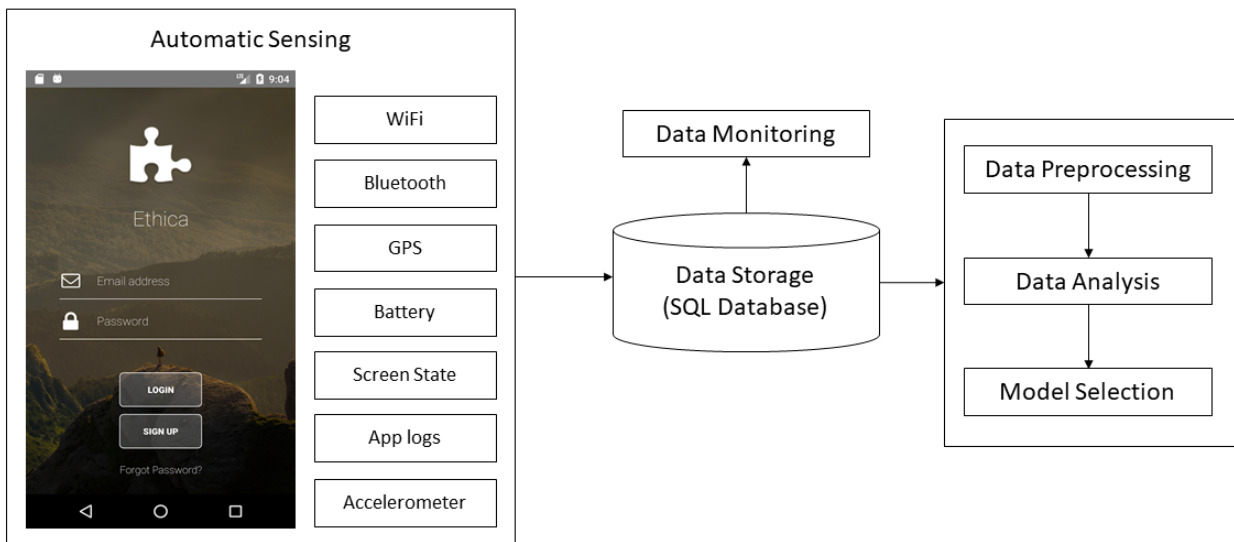 Automatic Sensing
LTE 9:04
Ethica
Email address
Password
LOGIN
SIGN UP
Forgot Password?
WiFi
Bluetooth
GPS
Battery
Screen State
App logs
Accelerometer
Data Monitoring
Data Storage
(SQL Database)
Data Preprocessing
Data Analysis
Model Selection